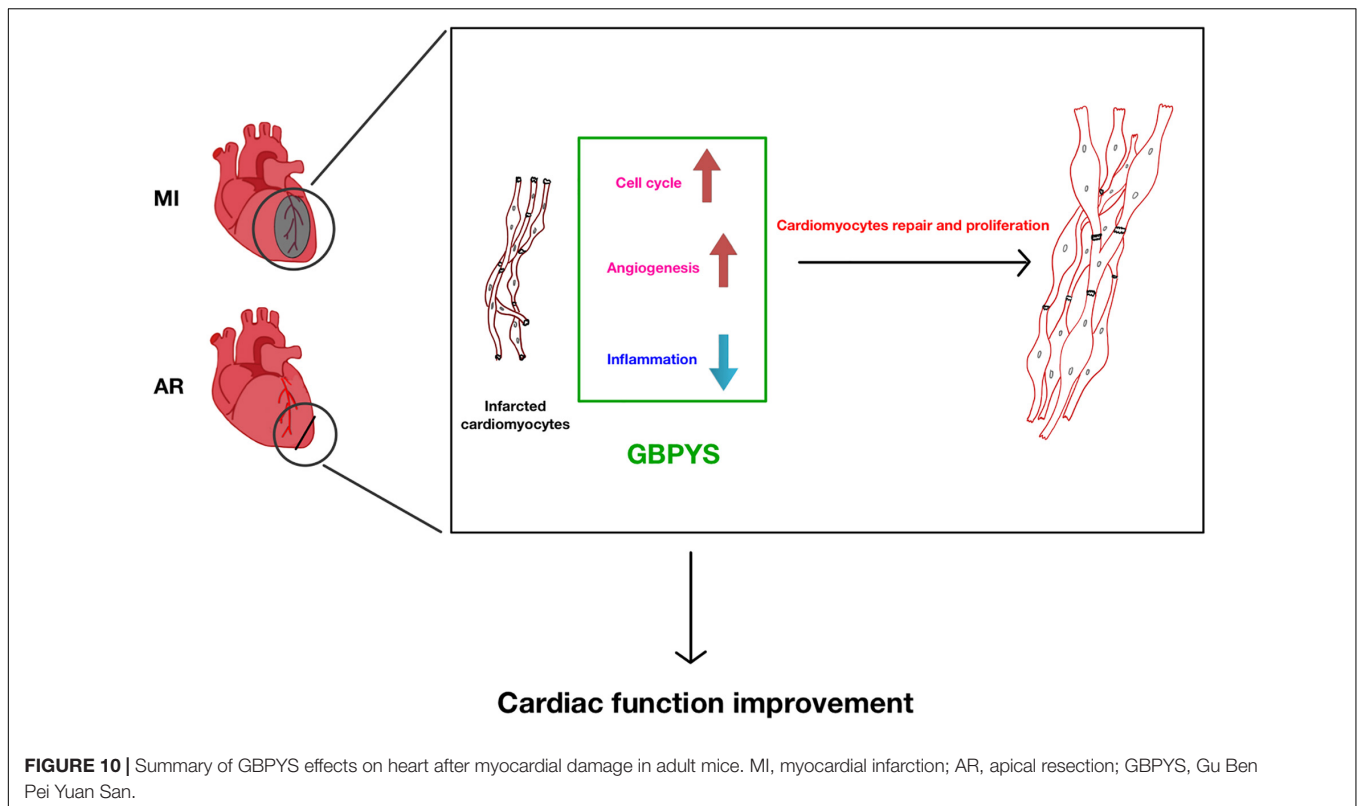 MI
AR
Cell cycle
Angiogenesis
Inflammation
Infarcted
cardiomyocytes
GBPYS
Cardiomyocytes repair and proliferation
Cardiac function improvement
FIGURE 10 | Summary of GBPYS effects on heart after myocardial damage in adult mice. MI, myocardial infarction; AR, apical resection; GBPYS, Gu Ben
Pei Yuan San.